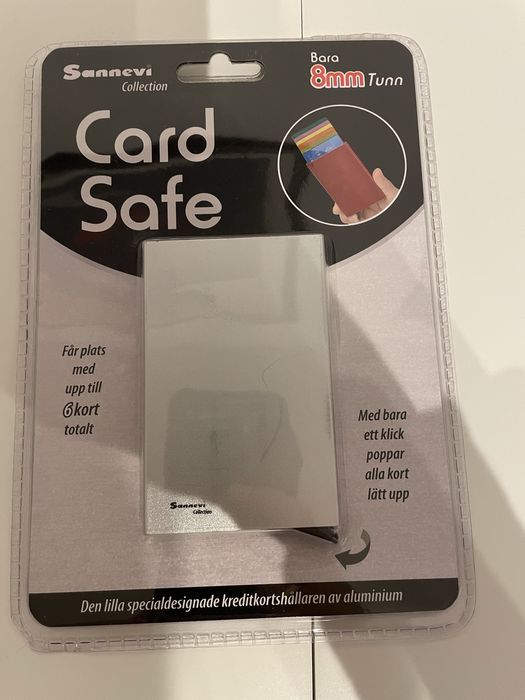 Sannevi
Collection
Bara
8mm Tunn
Card
Safe
Får plats
med
upp till
6 kort
totalt
Med bara
ett klick
poppar
alla kort
lätt upp
Sannevi
Collection
Den lilla specialdesignade kreditkortshållaren av aluminium